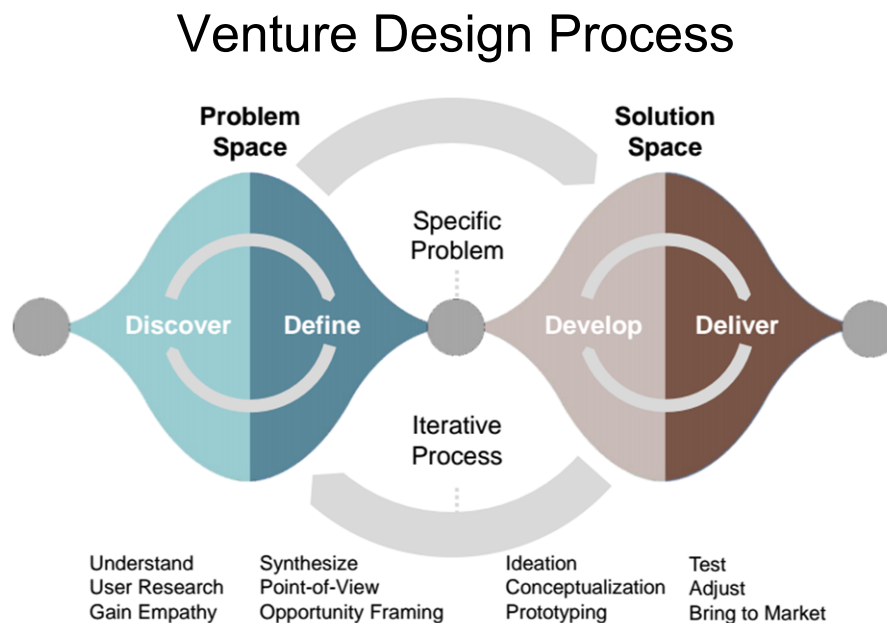 Venture Design Process
Problem
Space
Solution
Space
Specific
Problem
Discover
Define
Develop
Deliver
Iterative
Process
Understand
User Research
Gain Empathy
Synthesize
Point-of-View
Opportunity Framing
Ideation
Conceptualization
Prototyping
Test
Adjust
Bring to Market